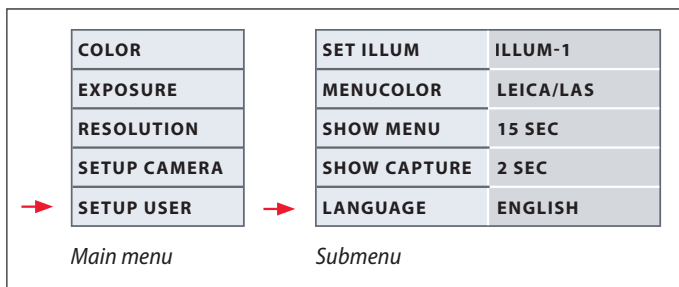 COLOR
EXPOSURE
RESOLUTION
SETUP CAMERA
SETUP USER
Main menu
SET ILLUM ILLUM-1
MENUCOLOR LEICA/LAS
SHOW MENU 15 SEC
SHOW CAPTURE 2 SEC
LANGUAGE ENGLISH
Submenu